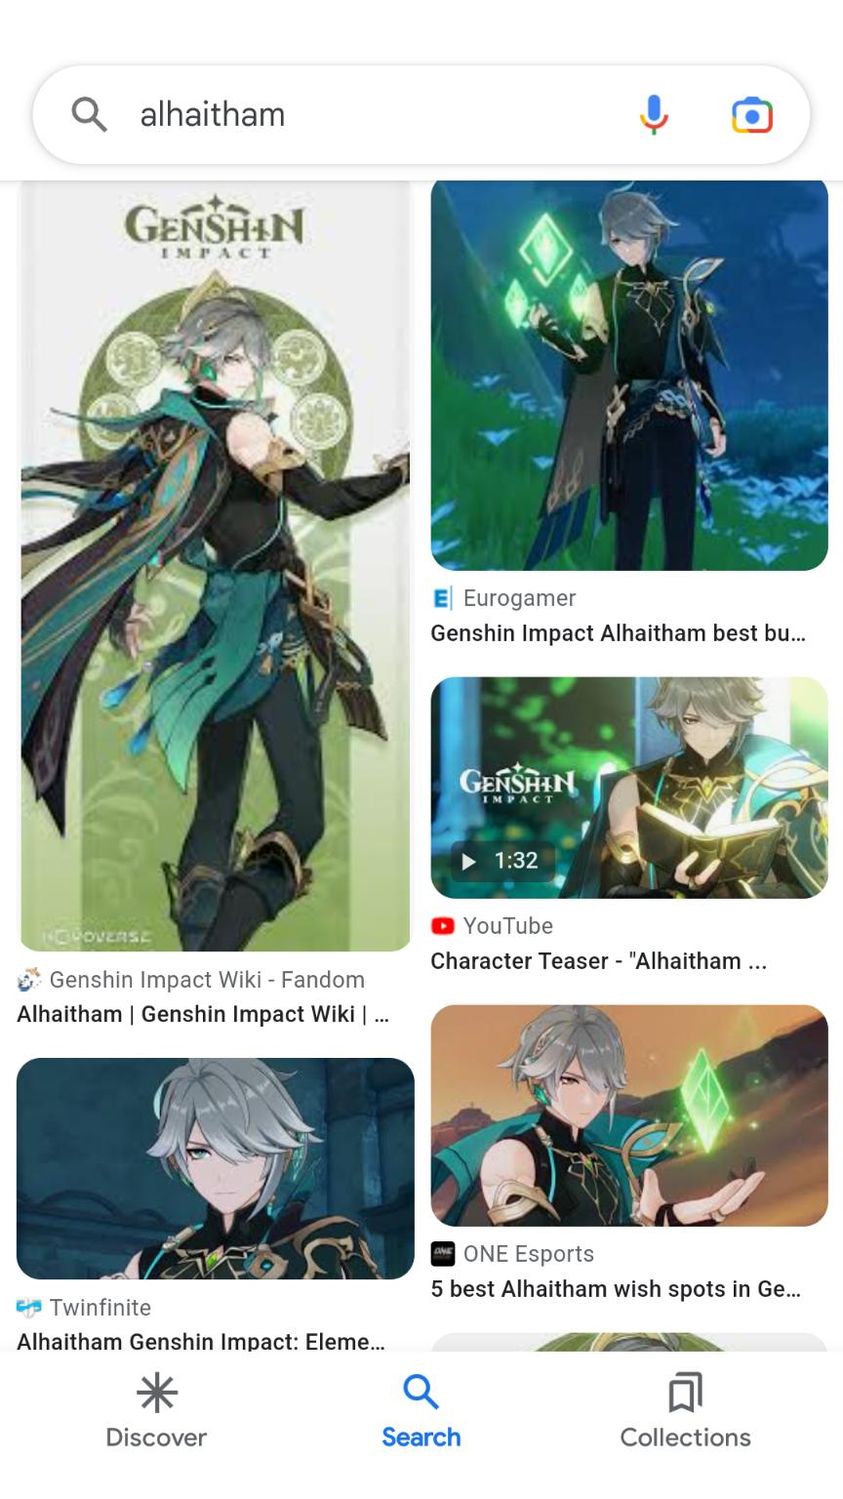 alhaitham
GENSHIN
IMPACT
HOYOVERSE
Genshin Impact Wiki - Fandom
Alhaitham | Genshin Impact Wiki | ...
Twinfinite
Alhaitham Genshin Impact: Eleme...
E Eurogamer
Genshin Impact Alhaitham best bu...
GENSHIN
IMPACT
1:32
YouTube
Character Teaser - "Alhaitham ...
ONE ONE Esports
5 best Alhaitham wish spots in Ge...
Discover
Search
Collections